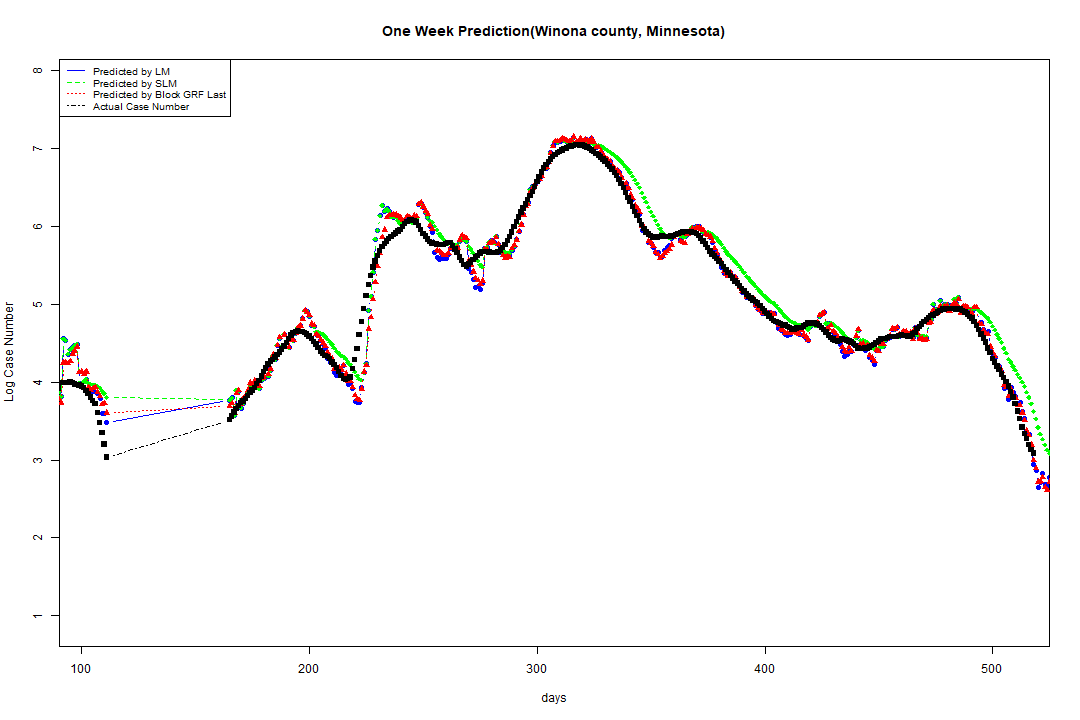 One Week Prediction(Winona county, Minnesota)
Predicted by LM
Predicted by SLM
Predicted by Block GRF Last
Actual Case Number
8
7
6
5
4
3
2
1
Log Case Number
100 200 300 400 500
days